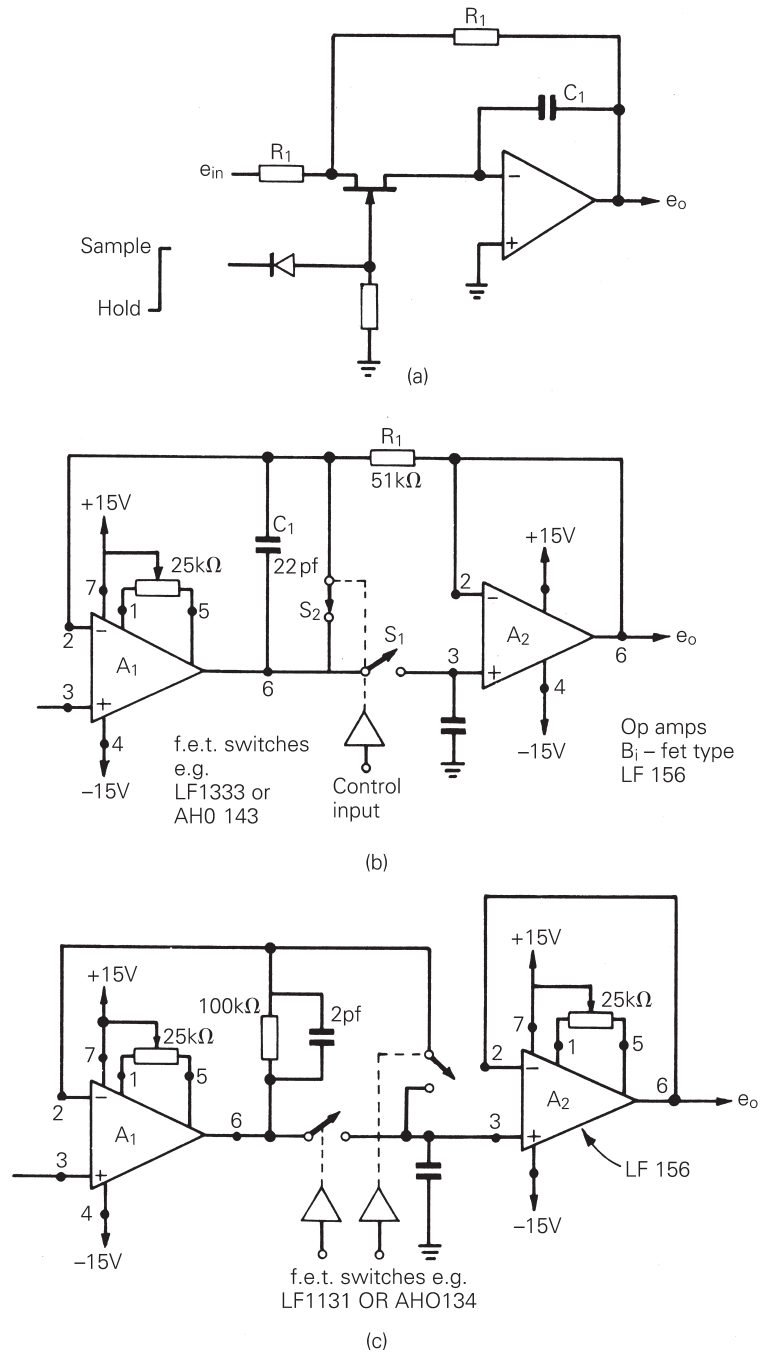 R1
C1
ein
R1
−
eo
Sample
+
Hold
(a)
R1
51kΩ
+15V
C1
+15V
25kΩ
22 pf
7
2
1
5
S2
−
2
−
S1
A2
A1
3
eo
6
6
3
+
+
4
4
f.e.t. switches
e.g.
LF1333 or
AH0 143
Op amps
Bi – fet type
LF 156
−15V
−15V
Control
input
(b)
+15V
+15V
100kΩ
2pf
25kΩ
25kΩ
7
7
1
5
2
1
5
−
6
2
−
A2
eo
A1
6
3
3
+
+
LF 156
4
−15V
−15V
f.e.t. switches e.g.
LF1131 OR AHO134
(c)